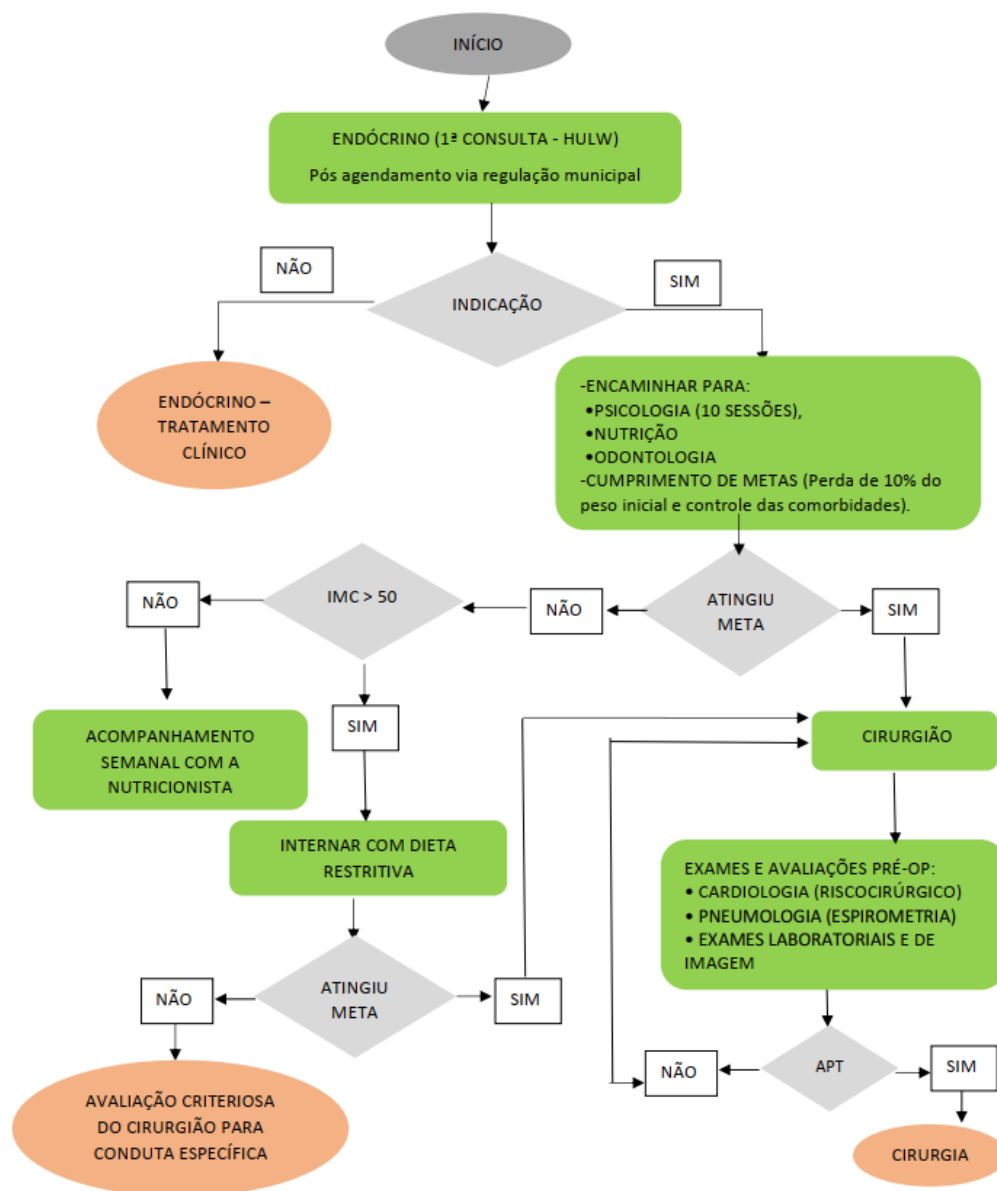 INÍCIO
ENDÓCRINO (1ª CONSULTA - HULW)
Pós agendamento via regulação municipal
NÃO
SIM
INDICAÇÃO
ENDÓCRINO –
TRATAMENTO
CLÍNICO
-ENCAMINHAR PARA:
•PSICOLOGIA (10 SESSÕES),
•NUTRIÇÃO
•ODONTOLOGIA
-CUMPRIMENTO DE METAS (Perda de 10% do
peso inicial e controle das comorbidades).
NÃO
IMC > 50
NÃO
ATINGIU
META
SIM
ACOMPANHAMENTO
SEMANAL COM A
NUTRICIONISTA
SIM
CIRURGIÃO
INTERNAR COM DIETA
RESTRITIVA
EXAMES E AVALIAÇÕES PRÉ-OP:
• CARDIOLOGIA (RISCOCIRÚRGICO)
• PNEUMOLOGIA (ESPIROMETRIA)
• EXAMES LABORATORIAIS E DE
IMAGEM
NÃO
ATINGIU
META
SIM
NÃO
APT
SIM
AVALIAÇÃO CRITERIOSA
DO CIRURGIÃO PARA
CONDUTA ESPECÍFICA
CIRURGIA